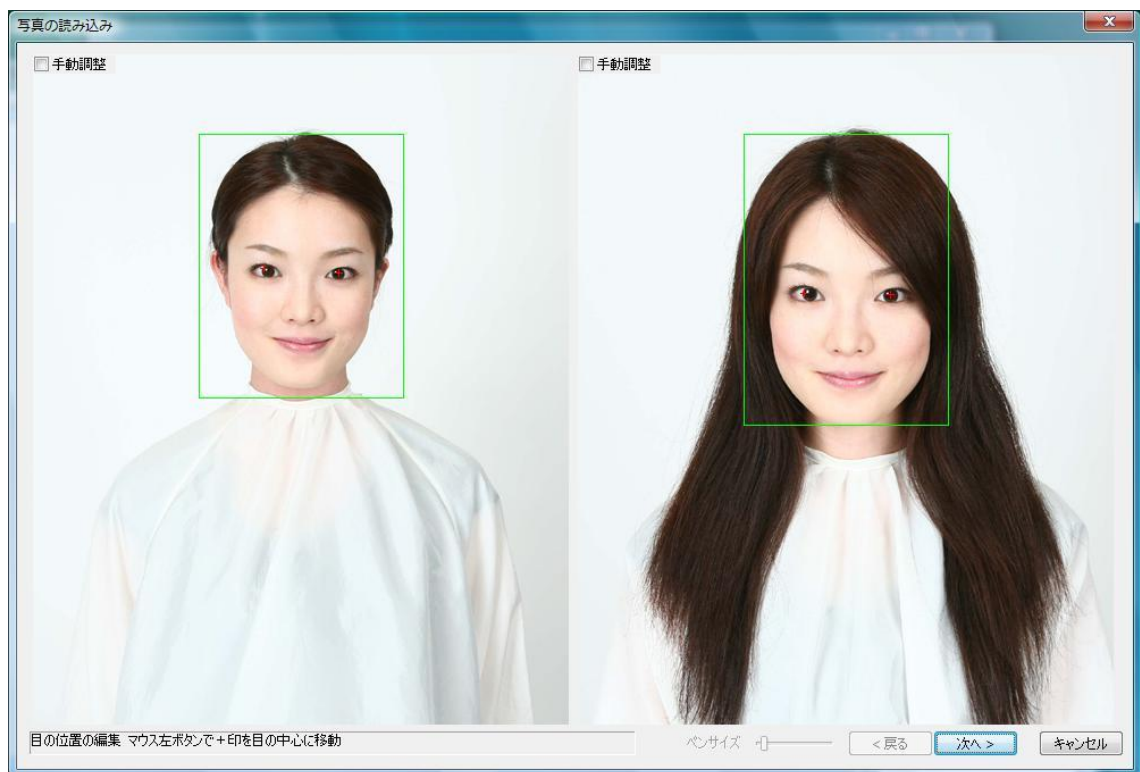 写真の読み込み
手動調整
手動調整
目の位置の編集 マウス左ボタンで+印を目の中心に移動
ペンサイズ
<戻る
次へ >
キャンセル